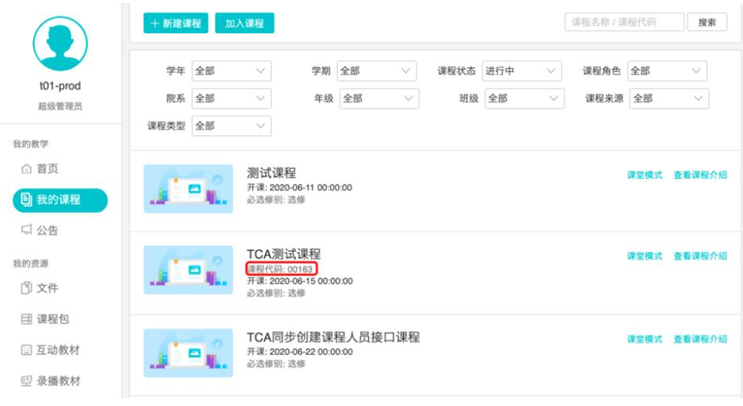 t01-prod
超级管理员
我的教学
首页
我的课程
公告
我的资源
文件
课程包
互动教材
录播教材
+ 新建课程 加入课程 课程名称 / 课程代码 搜索
学年 全部 学期 全部 课程状态 进行中 课程角色 全部
院系 全部 年级 全部 班级 全部 课程来源 全部
课程类型 全部
测试课程 课堂模式 查看课程介绍
开课: 2020-06-11 00:00:00
必选修别: 选修
TCA测试课程 课堂模式 查看课程介绍
课程代码: 00163
开课: 2020-06-15 00:00:00
必选修别: 选修
TCA同步创建课程人员接口课程 课堂模式 查看课程介绍
开课: 2020-06-22 00:00:00
必选修别: 选修